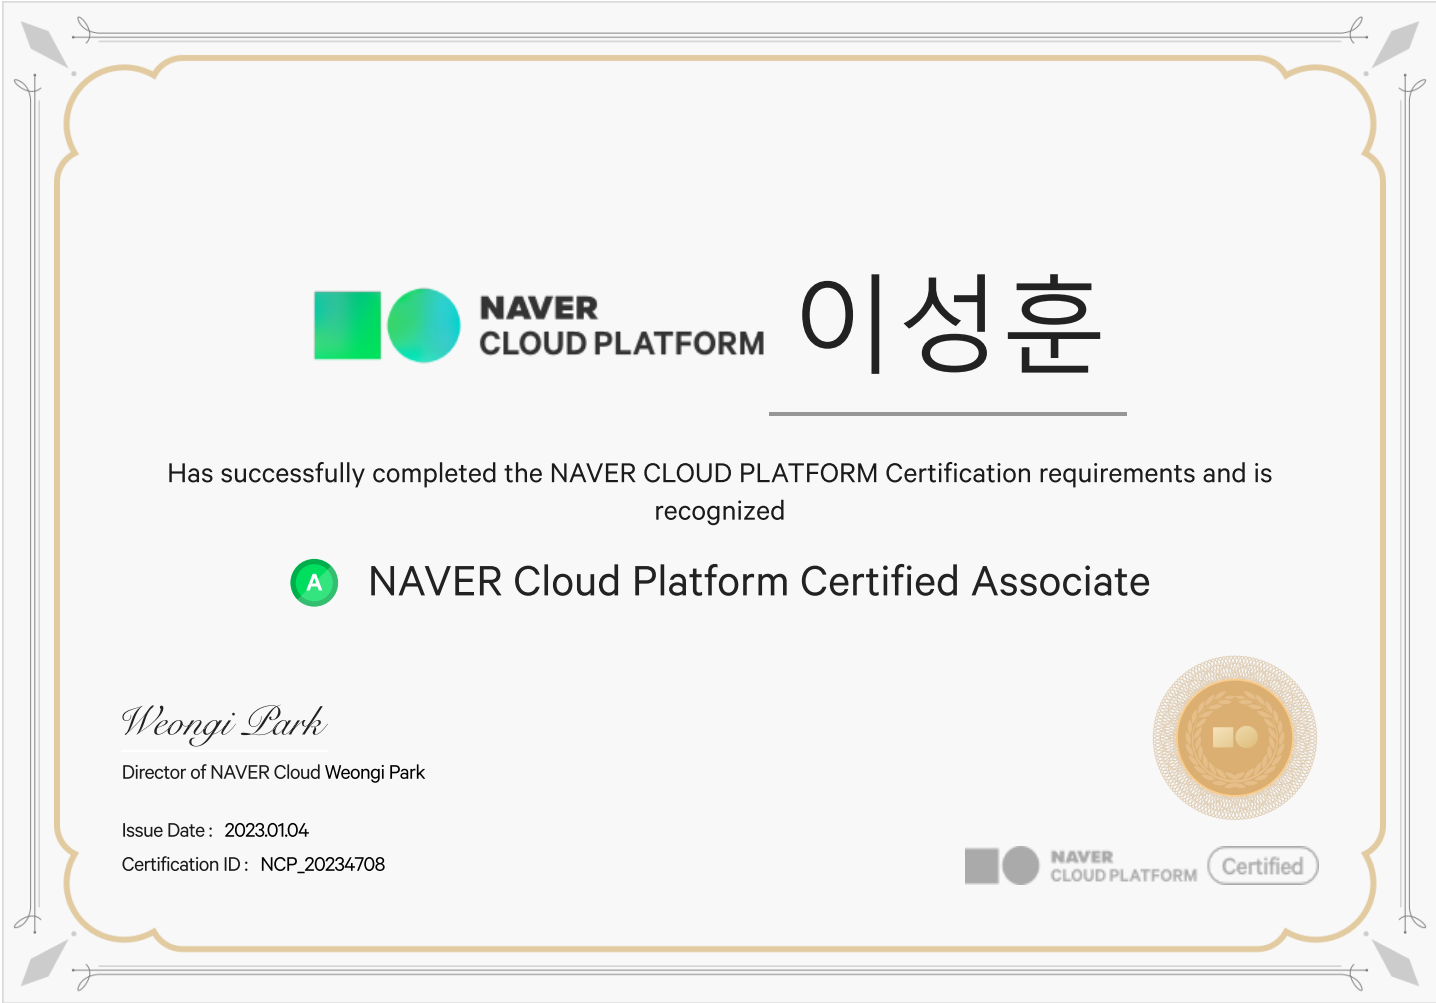 NAVER
CLOUD PLATFORM
이성훈
Has successfully completed the NAVER CLOUD PLATFORM Certification requirements and is
recognized
A NAVER Cloud Platform Certified Associate
Weongi Park
Director of NAVER Cloud Weongi Park
Issue Date : 2023.01.04
Certification ID : NCP_20234708
NAVER
CLOUD PLATFORM
Certified